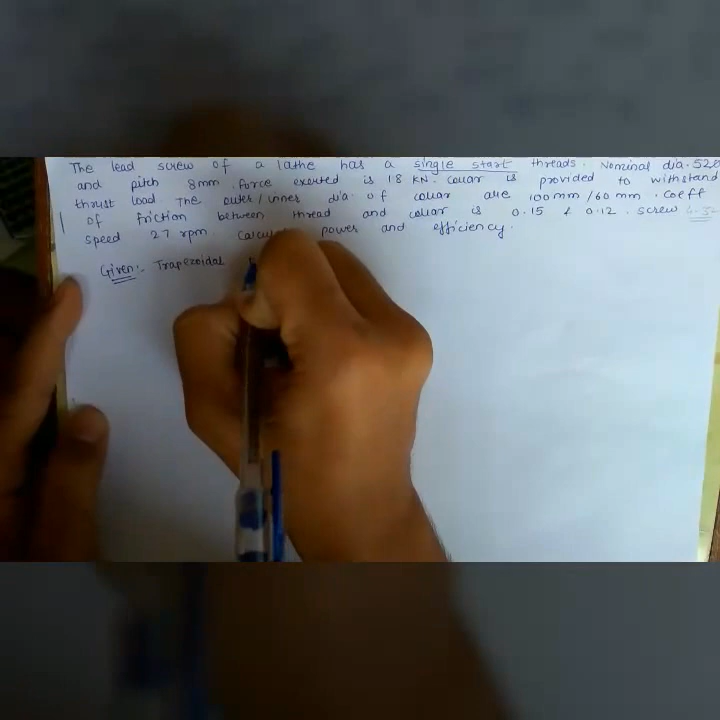 The lead screw of a lathe has a single start threads. Nominal dia. 52
and pitch 8mm. force exerted is 18 KN. collar is provided to withstand
thrust load The outer/inner dia. of collar are 100mm/60 mm. coeff
of friction between thread and collar is 0.15 & 0.12. screw
speed 27 rpm power and efficiency.
Given:- Trapezoidal